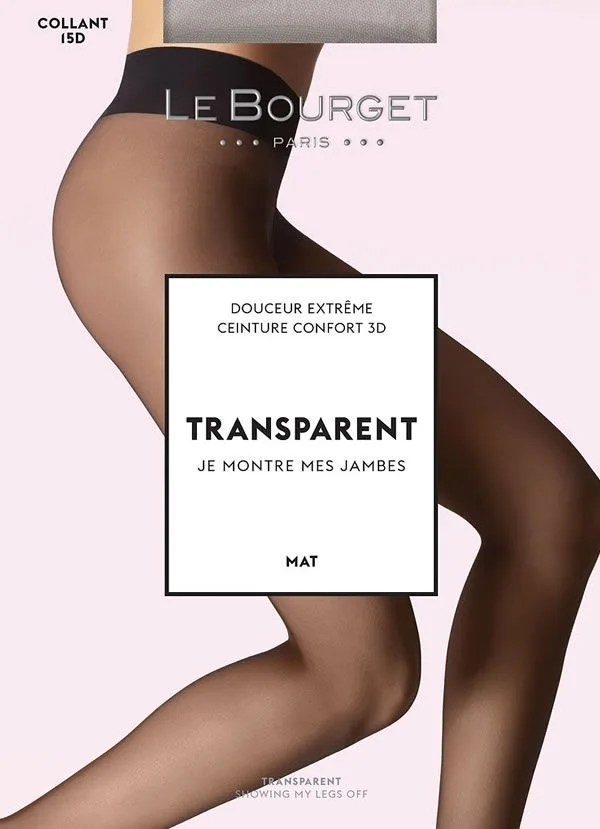 COLLANT
15D
LE BOURGET
PARIS
DOUCEUR EXTRÊME
CEINTURE CONFORT 3D
TRANSPARENT
JE MONTRE MES JAMBES
MAT
TRANSPARENT
SHOWING MY LEGS OFF